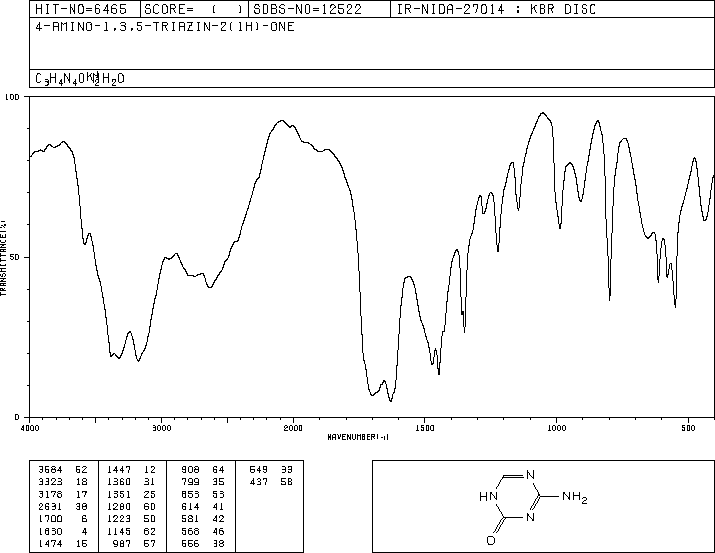 HIT-NO=6465 SCORE= ( ) SDBS-NO=12522 IR-NIDA-27014 : KBR DISC
4-AMINO-1,3,5-TRIAZIN-2(1H)-ONE
C3H4N4O H2O
100
50
0
TRANSMITTANCE(%)
4000 3000 2000 1500 1000 500
WAVENUMBER(-1)
3584 52 1447 12 908 64 549 33
3323 18 1360 31 799 35 437 58
3178 17 1351 25 653 53
2631 38 1280 60 614 41
1700 6 1223 50 581 42
1630 4 1145 62 568 46
1474 15 987 57 556 38
N
HN N NH2
O